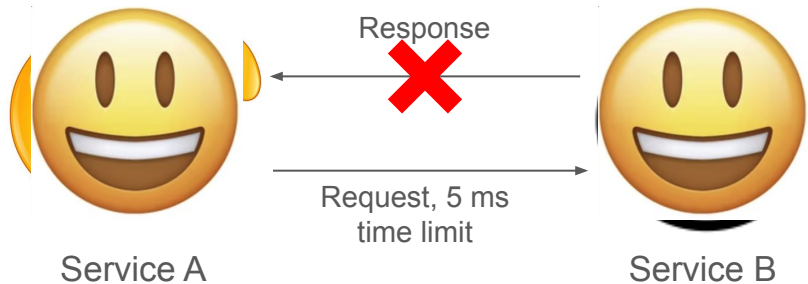 Response
Request, 5 ms
time limit
Service A
Service B